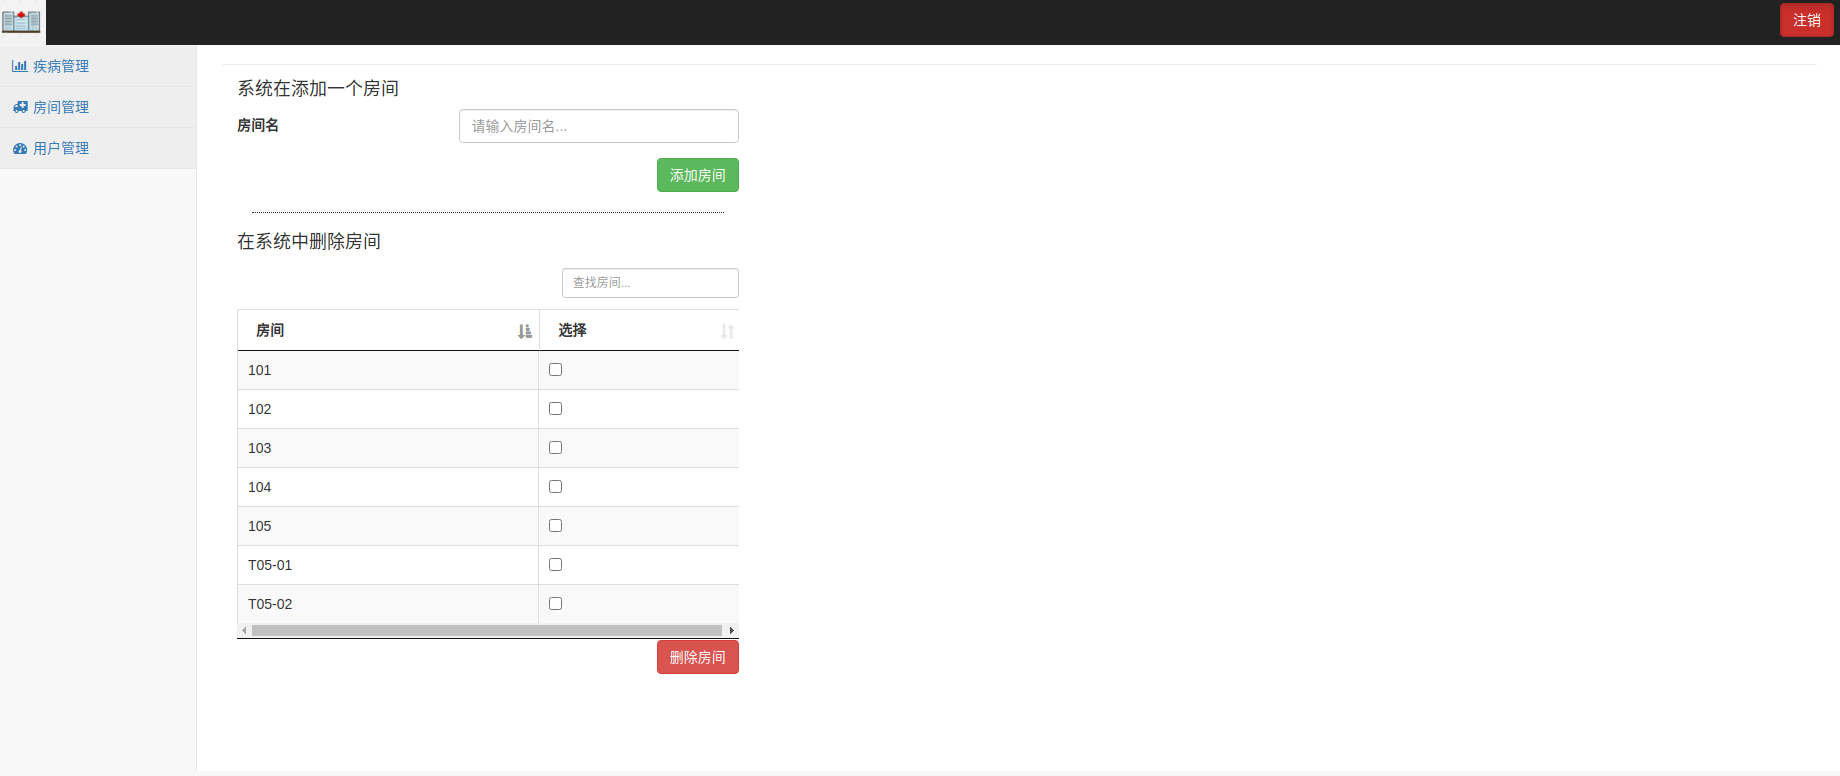 注销
疾病管理
房间管理
用户管理
系统在添加一个房间
房间名
请输入房间名...
添加房间
在系统中删除房间
查找房间...
房间 选择
101
102
103
104
105
T05-01
T05-02
删除房间